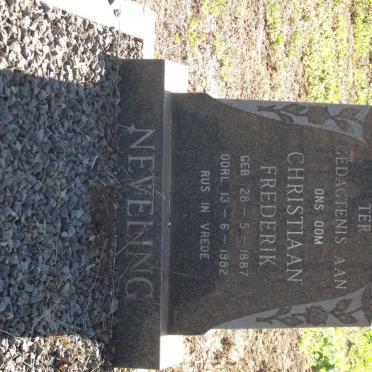 TER
GEDAGTENIS AAN
ONS OOM
CHRISTIAAN
FREDERIK
GEB 28 – 5 – 1887
OORL 13 – 6 – 1982
RUS IN VREDE
NEVELING